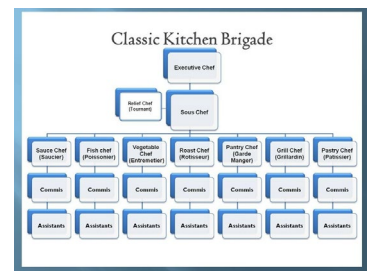 Classic Kitchen Brigade
Executive Chef
Relief Chef
(Tournant)
Sous Chef
Sauce Chef
(Saucier)
Fish chef
(Poissonier)
Vegetable
Chef
(Entremetier)
Roast Chef
(Rotisseur)
Pantry Chef
(Garde
Manger)
Grill Chef
(Grillardin)
Pastry Chef
(Patissier)
Commis
Commis
Commis
Commis
Commis
Commis
Commis
Assistants
Assistants
Assistants
Assistants
Assistants
Assistants
Assistants